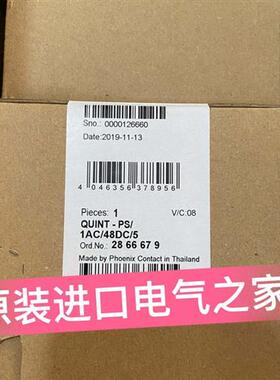 Sno.: 0000126660
Date:2019-11-13
4 046356 378956
Pieces: 1 V/C:08
QUINT - PS/
1AC/48DC/5
Ord.No.: 28 66 67 9
Made by Phoenix Contact in Thailand
原装进口电气之家